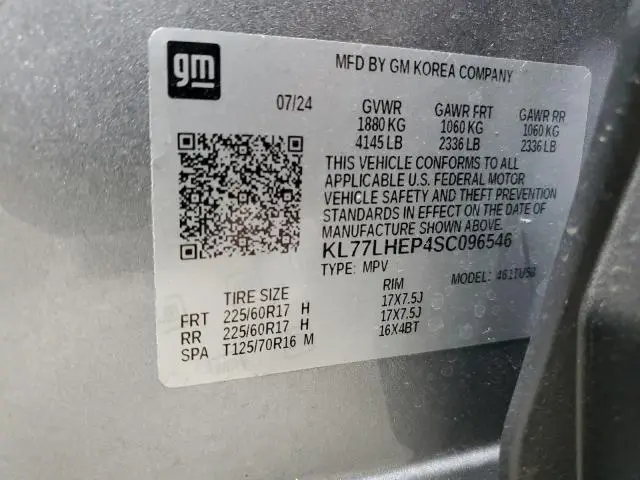 gm
MFD BY GM KOREA COMPANY
07/24 GVWR GAWR FRT GAWR RR
1880 KG 1060 KG 1060 KG
4145 LB 2336 LB 2336 LB
THIS VEHICLE CONFORMS TO ALL
APPLICABLE U.S. FEDERAL MOTOR
VEHICLE SAFETY AND THEFT PREVENTION
STANDARDS IN EFFECT ON THE DATE OF
MANUFACTURE SHOWN ABOVE.
KL77LHEP4SC096546
TYPE: MPV MODEL:
TIRE SIZE RIM
FRT 225/60R17 H 17X7.5J
RR 225/60R17 H 17X7.5J
SPA T125/70R16 M 16X4BT